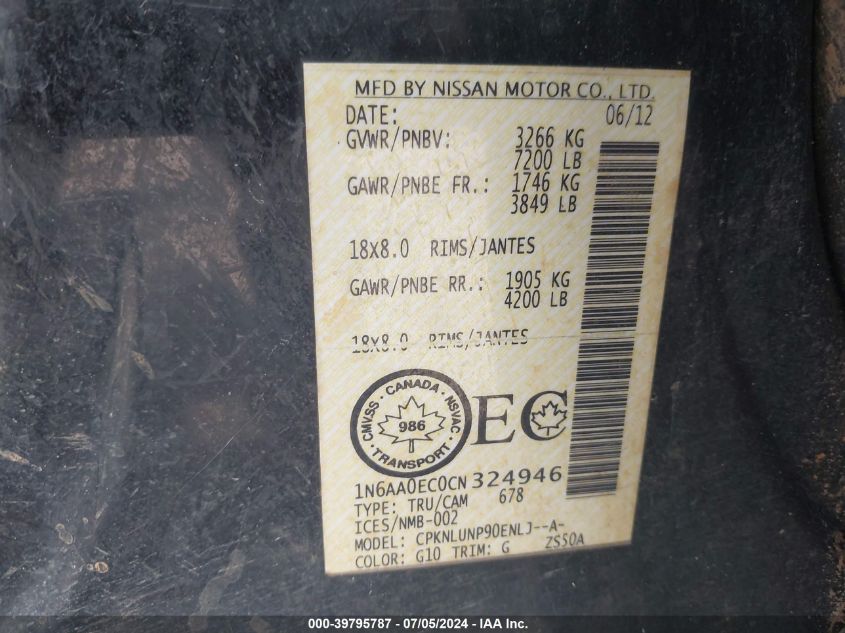 MFD BY NISSAN MOTOR CO., LTD.
DATE: 06/12
GVWR/PNBV: 3266 KG
7200 LB
GAWR/PNBE FR.: 1746 KG
3849 LB
18X8.0 RIMS/JANTES
GAWR/PNBE RR.: 1905 KG
4200 LB
18X8.0 RIMS/JANTES
CANADA · NSVAC · TRANSPORT · CMVSS ·
986
EC
1N6AA0EC0CN324946
TYPE: TRU/CAM 678
ICES/NMB-002
MODEL: CPKNLUNP90ENLJ--A-
COLOR: G10 TRIM: G ZS50A
000-39795787 - 07/05/2024 - IAA Inc.